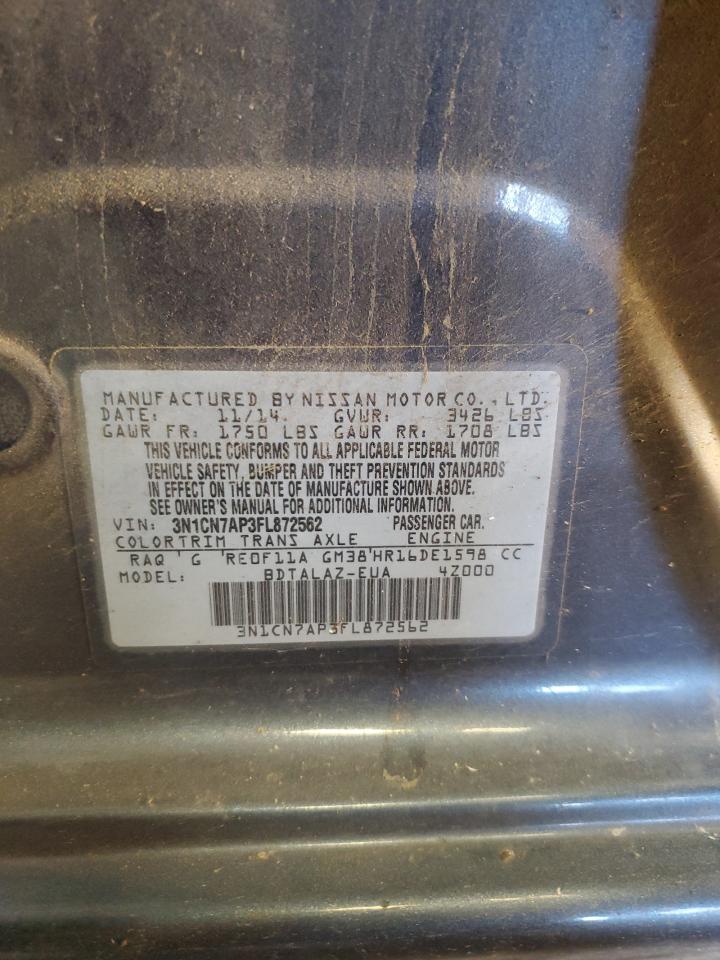 MANUFACTURED BY NISSAN MOTOR CO., LTD.
DATE: 11/14 GVWR: 3426 LBS
GAWR FR: 1750 LBS GAWR RR: 1708 LBS
THIS VEHICLE CONFORMS TO ALL APPLICABLE FEDERAL MOTOR
VEHICLE SAFETY, BUMPER AND THEFT PREVENTION STANDARDS
IN EFFECT ON THE DATE OF MANUFACTURE SHOWN ABOVE.
SEE OWNER'S MANUAL FOR ADDITIONAL INFORMATION.
VIN: 3N1CN7AP3FL872562 PASSENGER CAR.
COLOR TRIM TRANS AXLE ENGINE
RAQ G RE0F11A GM38 HR16DE1598 CC
MODEL: BDTALAZ-EUA 4Z000
3N1CN7AP3FL872562